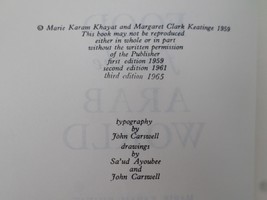 © Marie Karam Khayat and Margaret Clark Keatinge 1959
This book may not be reproduced
either in whole or in part
without the written permission
of the Publisher
first edition 1959
second edition 1961
third edition 1965
ARAB
WORLD
typography
by
John Carswell
drawings
by
Sa'ud Ayoubee
and
John Carswell